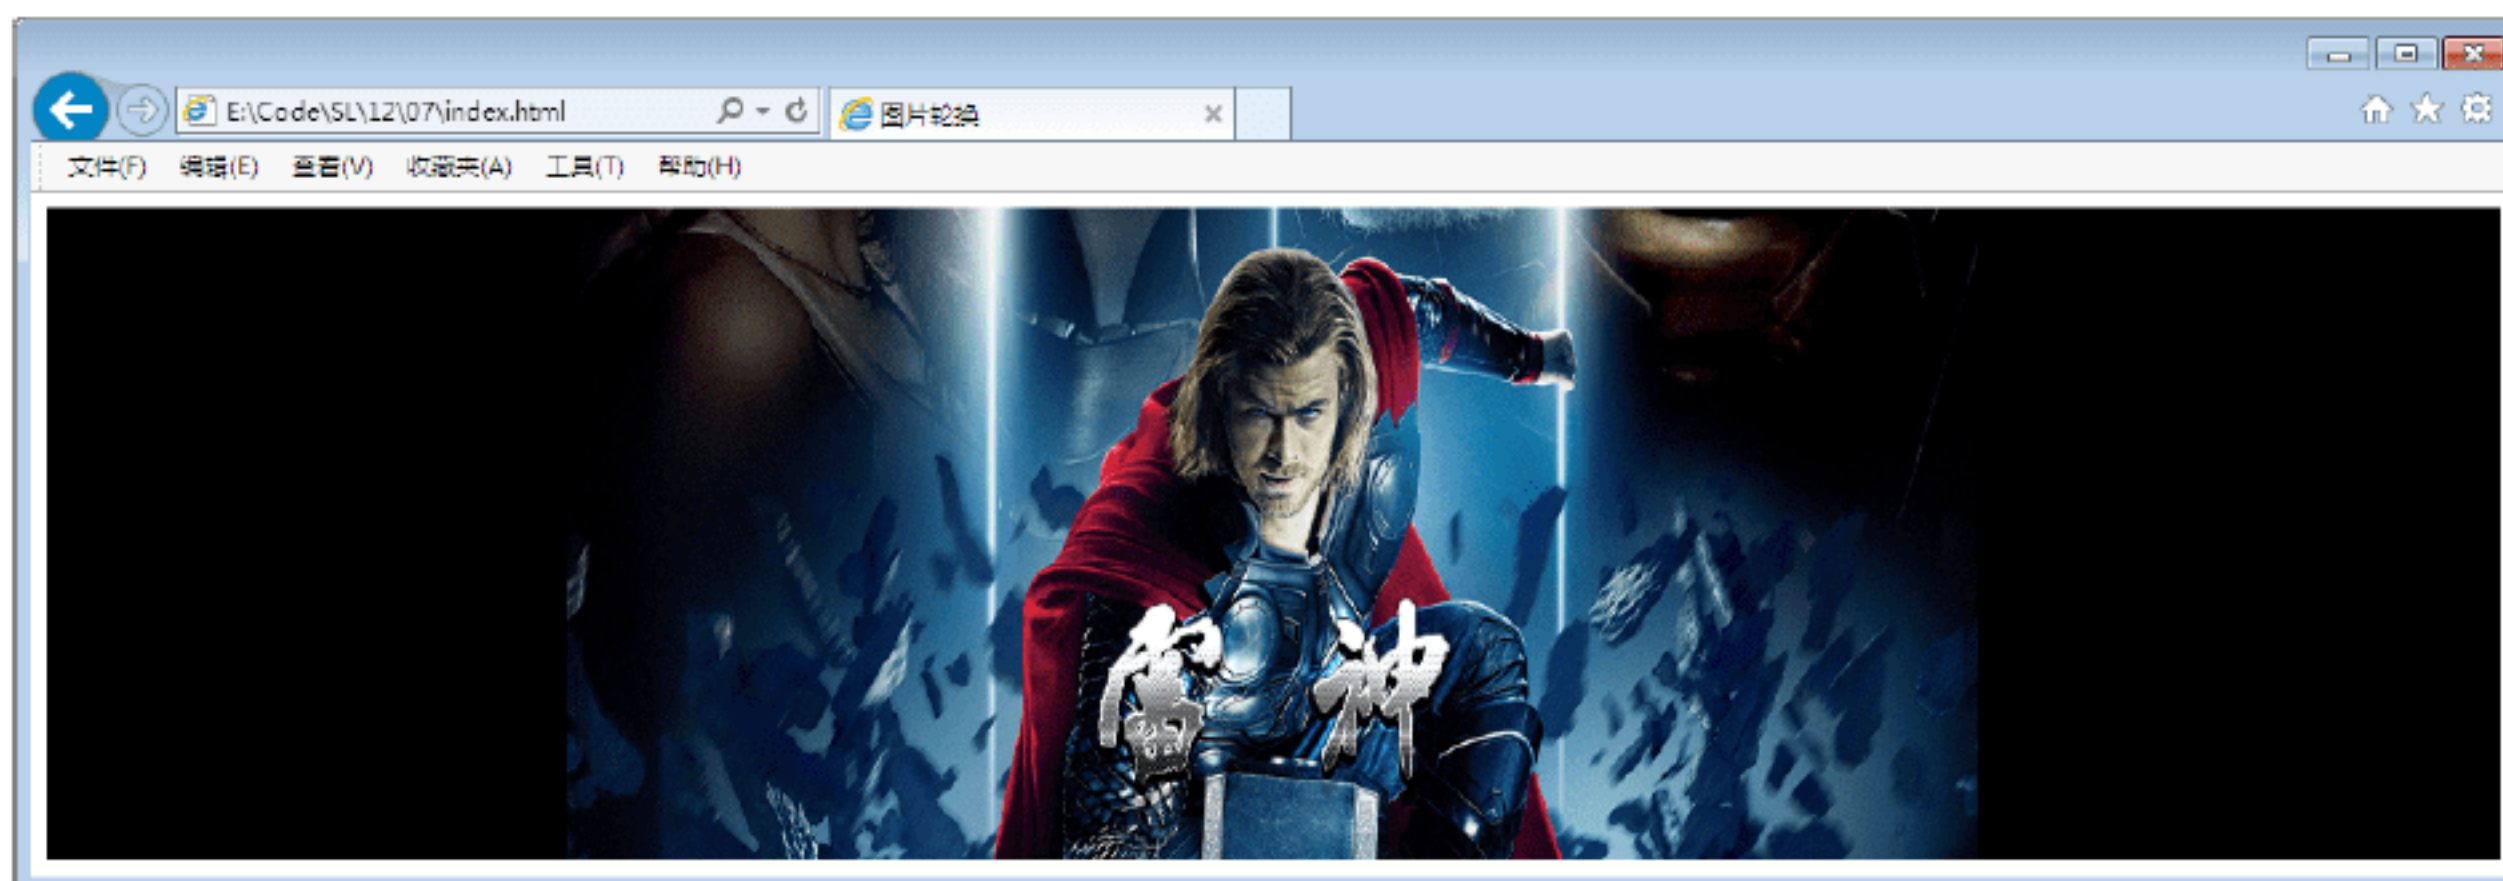 E:\Code\SL\12\07\index.html
图片轮换
文件(F) 编辑(E) 查看(V) 收藏夹(A) 工具(T) 帮助(H)
雷神